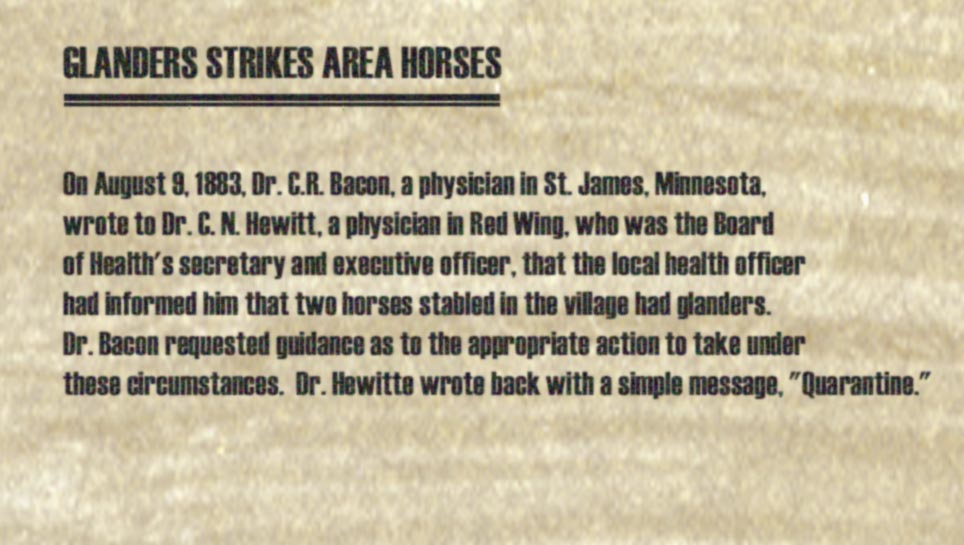 GLANDERS STRIKES AREA HORSES
On August 9, 1883, Dr. C.R. Bacon, a physician in St. James, Minnesota,
wrote to Dr. C. N. Hewitt, a physician in Red Wing, who was the Board
of Health's secretary and executive officer, that the local health officer
had informed him that two horses stabled in the village had glanders.
Dr. Bacon requested guidance as to the appropriate action to take under
these circumstances.  Dr. Hewitte wrote back with a simple message, "Quarantine."